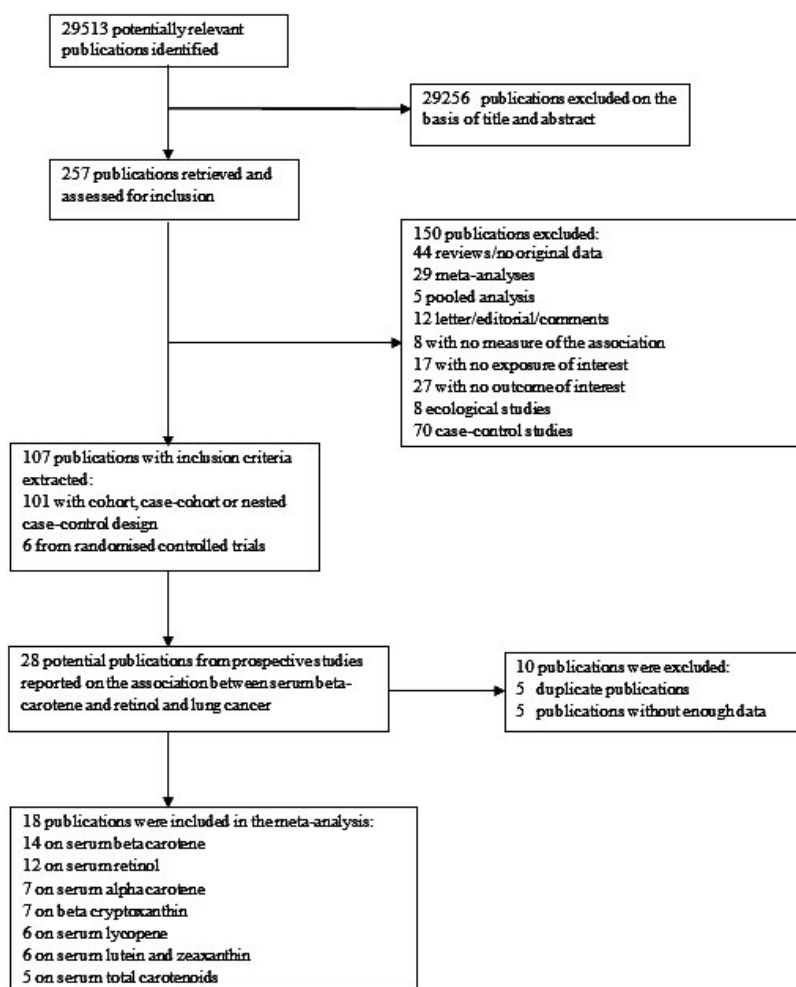 29513 potentially relevant
publications identified
29256 publications excluded on the
basis of title and abstract
257 publications retrieved and
assessed for inclusion
150 publications excluded:
44 reviews/no original data
29 meta-analyses
5 pooled analysis
12 letter/editorial/comments
8 with no measure of the association
17 with no exposure of interest
27 with no outcome of interest
8 ecological studies
70 case-control studies
107 publications with inclusion criteria
extracted:
101 with cohort, case-cohort or nested
case-control design
6 from randomised controlled trials
28 potential publications from prospective studies
reported on the association between serum beta-
carotene and retinol and lung cancer
10 publications were excluded:
5 duplicate publications
5 publications without enough data
18 publications were included in the meta-analysis:
14 on serum beta carotene
12 on serum retinol
7 on serum alpha carotene
7 on beta cryptoxanthin
6 on serum lycopene
6 on serum lutein and zeaxanthin
5 on serum total carotenoids